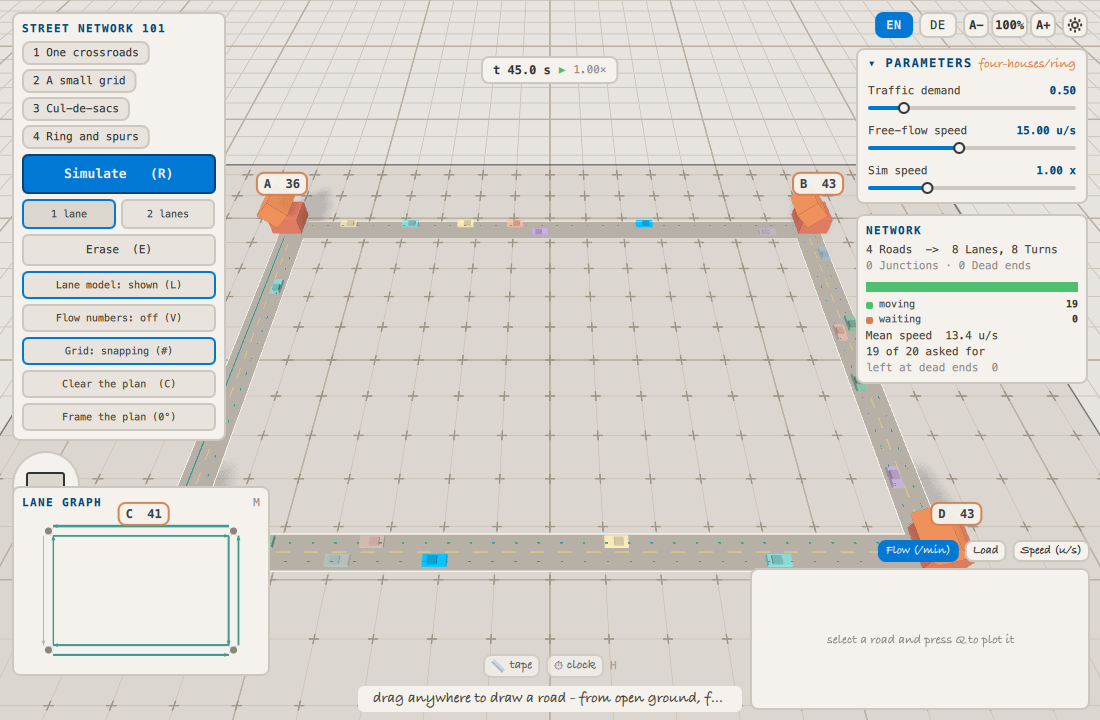 STREET NETWORK 101
1 One crossroads
2 A small grid
3 Cul-de-sacs
4 Ring and spurs
Simulate (R)
1 lane 2 lanes
Erase (E)
Lane model: shown (L)
Flow numbers: off (V)
Grid: snapping (#)
Clear the plan (C)
Frame the plan (0°)
t 45.0 s ▶ 1.00×
EN DE A− 100% A+
▾ PARAMETERS four-houses/ring
Traffic demand 0.50
Free-flow speed 15.00 u/s
Sim speed 1.00 x
NETWORK
4 Roads —> 8 Lanes, 8 Turns
0 Junctions · 0 Dead ends
moving 19
waiting 0
Mean speed 13.4 u/s
19 of 20 asked for
left at dead ends 0
A 36
B 43
LANE GRAPH M
C 41
D 43
Flow (/min) Load Speed (u/s)
select a road and press Q to plot it
tape clock H
drag anywhere to draw a road - from open ground, f...